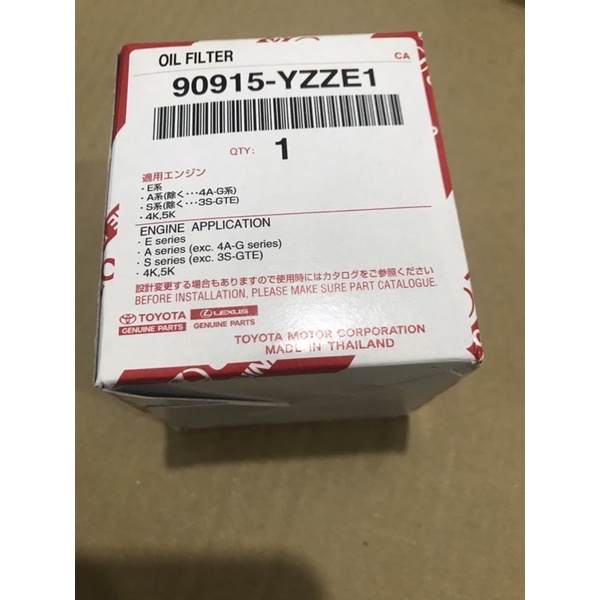 OIL FILTER
CA
90915-YZZE1
QTY: 1
適用エンジン
・E系
・A系(除く・・・4A-G系)
・S系(除く・・・3S-GTE)
・4K,5K
ENGINE APPLICATION
・E series
・A series (exc. 4A-G series)
・S series (exc. 3S-GTE)
・4K,5K
設計変更する場合もありますので使用時にはカタログをご参照ください
BEFORE INSTALLATION, PLEASE MAKE SURE PART CATALOGUE.
TOYOTA LEXUS
GENUINE PARTS GENUINE PARTS
TOYOTA MOTOR CORPORATION
MADE IN THAILAND